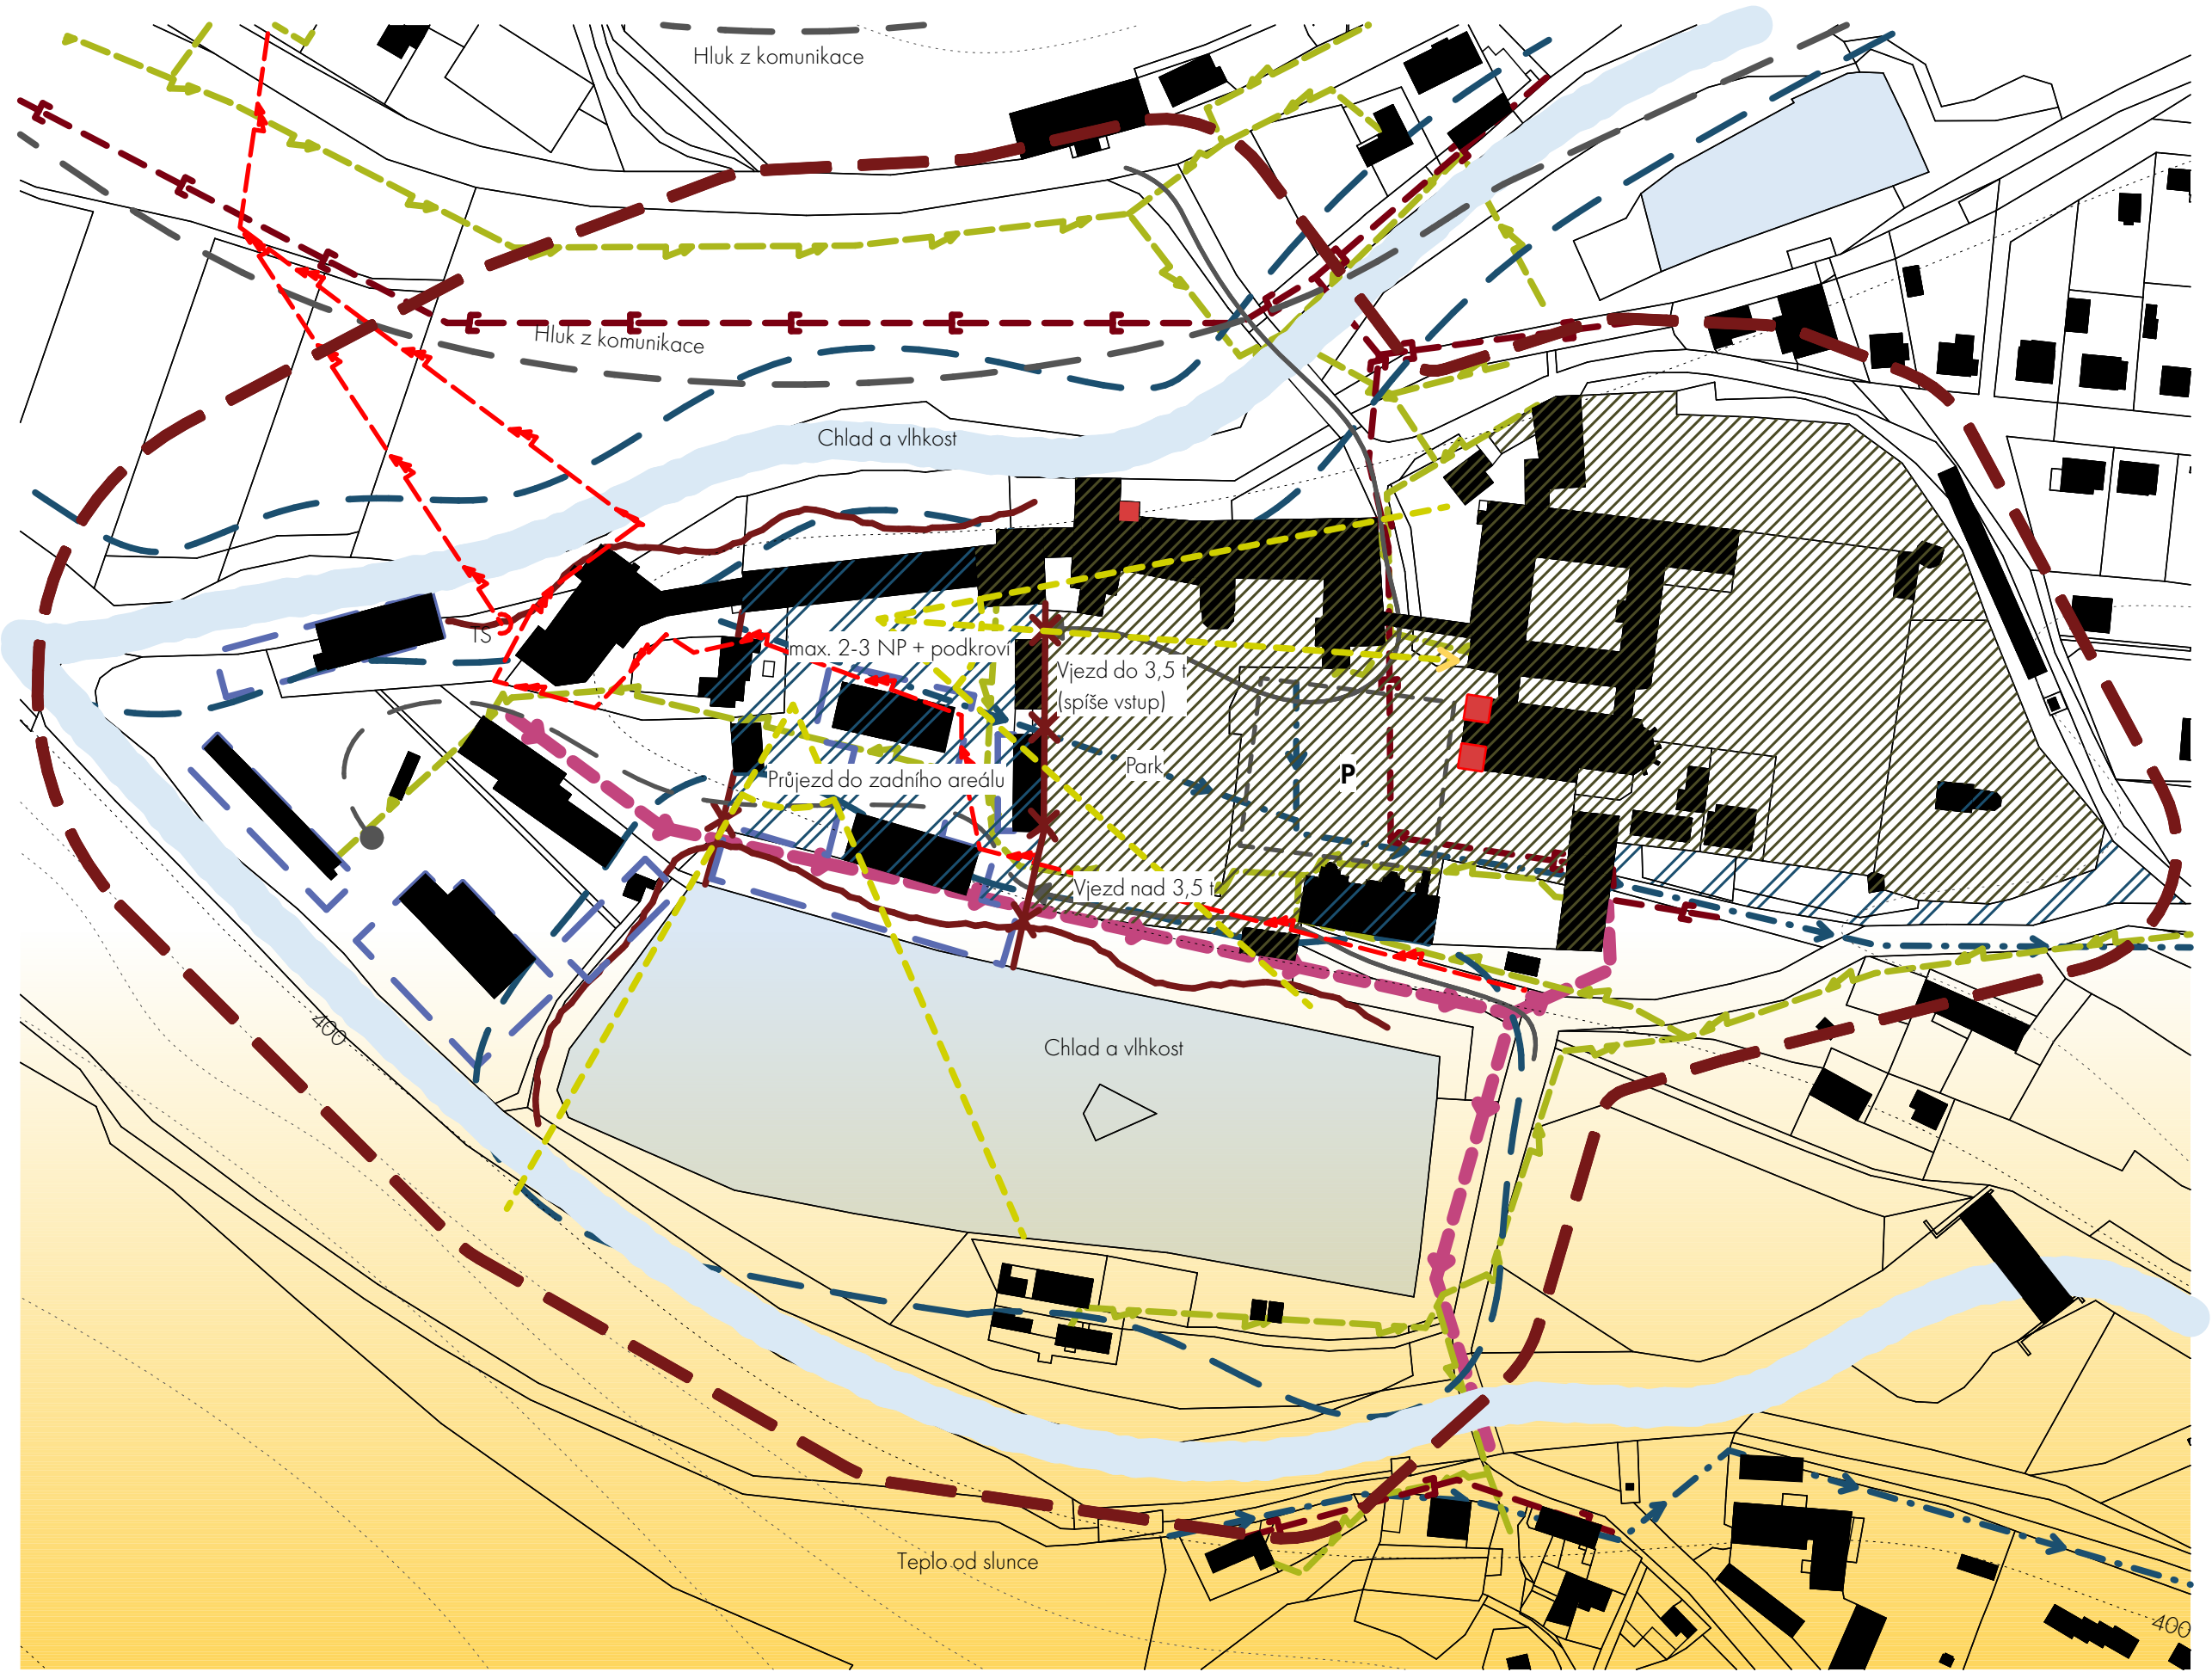 Hluk z komunikace
Hluk z komunikace
Chlad a vlhkost
TS
max. 2-3 NP + podkroví
Vjezd do 3,5 t
(spíše vstup)
Park
P
Průjezd do zadního areálu
Vjezd nad 3,5 t
400
Chlad a vlhkost
Teplo od slunce
400